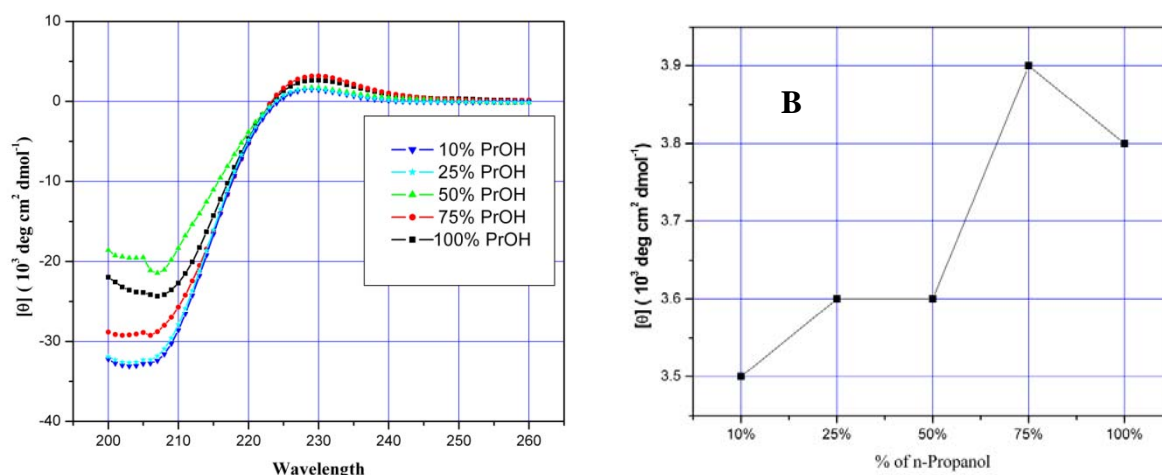 10
0
-10
-20
-30
-40
[θ] ( 10³ deg cm² dmol⁻¹)
200 210 220 230 240 250 260
Wavelength
10% PrOH
25% PrOH
50% PrOH
75% PrOH
100% PrOH
B
3.9
3.8
3.7
3.6
3.5
[θ] ( 10³ deg cm² dmol⁻¹)
10% 25% 50% 75% 100%
% of n-Propanol